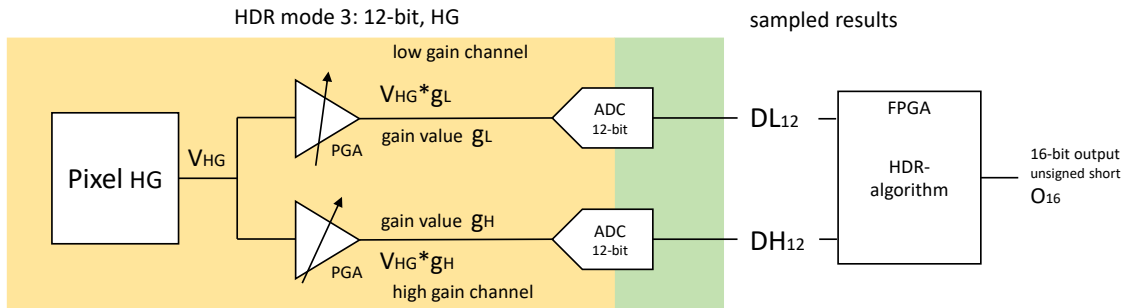 HDR mode 3: 12-bit, HG
sampled results
low gain channel
VHG*gL
ADC
12-bit
gain value gL
PGA
DL12
FPGA
HDR-
algorithm
Pixel HG
VHG
16-bit output
unsigned short
O16
gain value gH
ADC
12-bit
DH12
PGA
VHG*gH
high gain channel